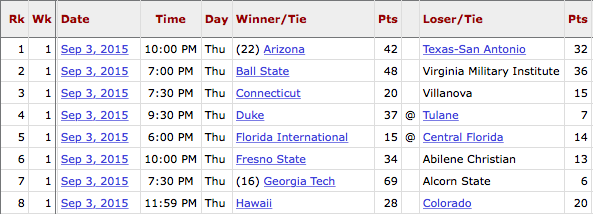 Rk Wk Date Time Day Winner/Tie Pts Loser/Tie Pts
1 1 Sep 3, 2015 10:00 PM Thu (22) Arizona 42 Texas-San Antonio 32
2 1 Sep 3, 2015 7:00 PM Thu Ball State 48 Virginia Military Institute 36
3 1 Sep 3, 2015 7:30 PM Thu Connecticut 20 Villanova 15
4 1 Sep 3, 2015 9:30 PM Thu Duke 37 @ Tulane 7
5 1 Sep 3, 2015 6:00 PM Thu Florida International 15 @ Central Florida 14
6 1 Sep 3, 2015 10:00 PM Thu Fresno State 34 Abilene Christian 13
7 1 Sep 3, 2015 7:30 PM Thu (16) Georgia Tech 69 Alcorn State 6
8 1 Sep 3, 2015 11:59 PM Thu Hawaii 28 Colorado 20